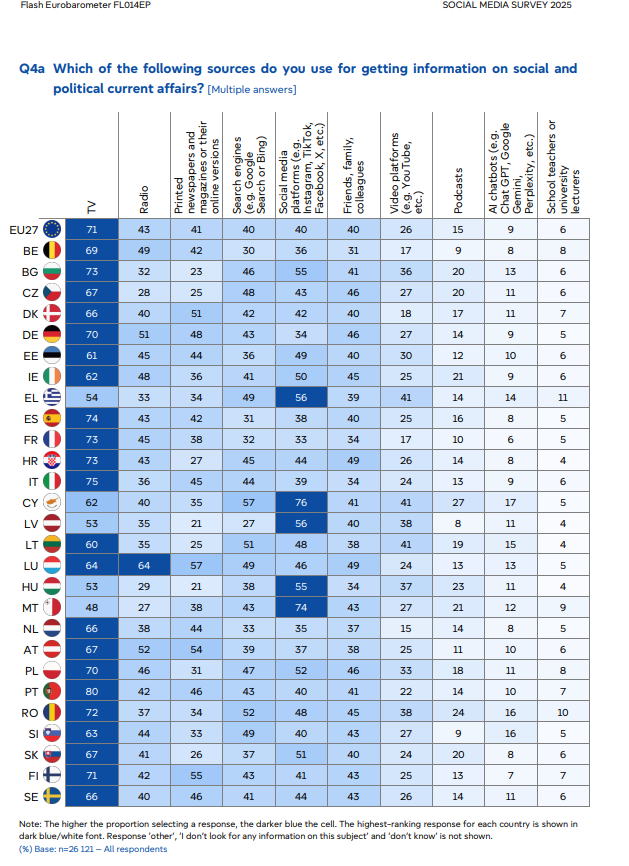 Flash Eurobarometer FL014EP
SOCIAL MEDIA SURVEY 2025
Q4a Which of the following sources do you use for getting information on social and
political current affairs? [Multiple answers]
TV
Radio
Printed
newspapers and
magazines or their
online versions
Search engines
(e.g. Google
Search or Bing)
Social media
platforms (e.g.
Instagram, TikTok,
Facebook, X, etc.)
Friends, family,
colleagues
Video platforms
(e.g. YouTube,
etc.)
Podcasts
AI chatbots (e.g.
Chat GPT, Google
Gemini,
Perplexity, etc.)
School teachers or
university
lecturers
EU27 71 43 41 40 40 40 26 15 9 6
BE 69 49 42 30 36 31 17 9 8 8
BG 73 32 23 46 55 41 36 20 13 6
CZ 67 28 25 48 43 46 27 20 11 6
DK 66 40 51 42 42 40 18 17 11 7
DE 70 51 48 43 34 46 27 14 9 5
EE 61 45 44 36 49 40 30 12 10 6
IE 62 48 36 41 50 45 25 21 9 6
EL 54 33 34 49 56 39 41 14 14 11
ES 74 43 42 31 38 40 25 16 8 5
FR 73 45 38 32 33 34 17 10 6 5
HR 73 43 27 45 44 49 26 14 8 4
IT 75 36 45 44 39 34 24 13 9 6
CY 62 40 35 57 76 41 41 27 17 5
LV 53 35 21 27 56 40 38 8 11 4
LT 60 35 25 51 48 38 41 19 15 4
LU 64 64 57 49 46 49 24 13 13 5
HU 53 29 21 38 55 34 37 23 11 4
MT 48 27 38 43 74 43 27 21 12 9
NL 66 38 44 33 35 37 15 14 8 5
AT 67 52 54 39 37 38 25 11 10 6
PL 70 46 31 47 52 46 33 18 11 8
PT 80 42 46 43 40 41 22 14 10 7
RO 72 37 34 52 48 45 38 24 16 10
SI 63 44 33 49 40 43 27 9 16 5
SK 67 41 26 37 51 40 24 20 8 6
FI 71 42 55 43 41 43 25 13 7 7
SE 66 40 46 41 44 43 26 14 11 6
Note: The higher the proportion selecting a response, the darker blue the cell. The highest-ranking response for each country is shown in
dark blue/white font. Response 'other', 'I don't look for any information on this subject' and 'don't know' is not shown.
(%) Base: n=26 121 – All respondents